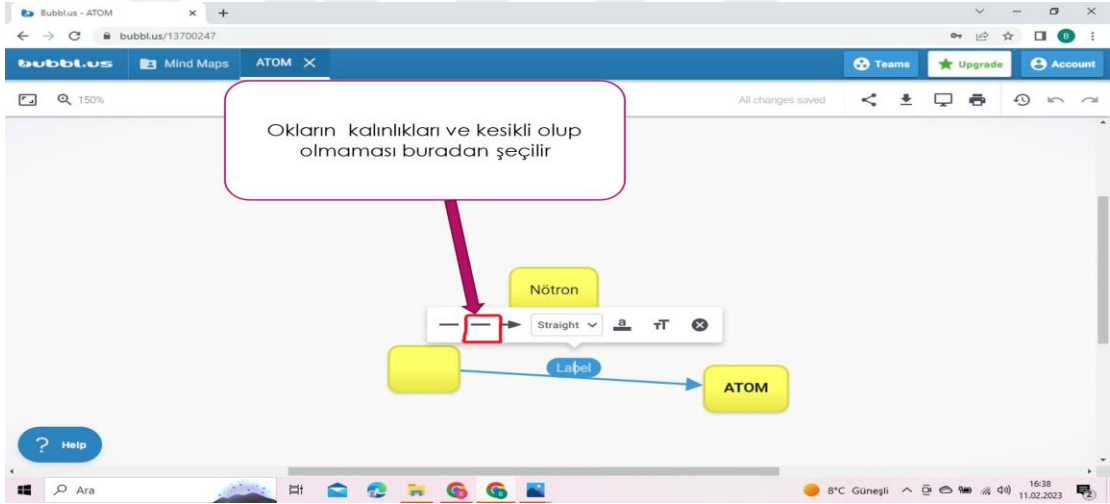 Bubbl.us - ATOM
bubbl.us/13700247
B
bubbl.us
Mind Maps
ATOM
Teams
Upgrade
Account
150%
All changes saved
Okların kalınlıkları ve kesikli olup
olmaması buradan şeçilir
Nötron
Straight
a
TT
Label
ATOM
? Help
Ara
8°C Güneşli
16:38
11.02.2023
2